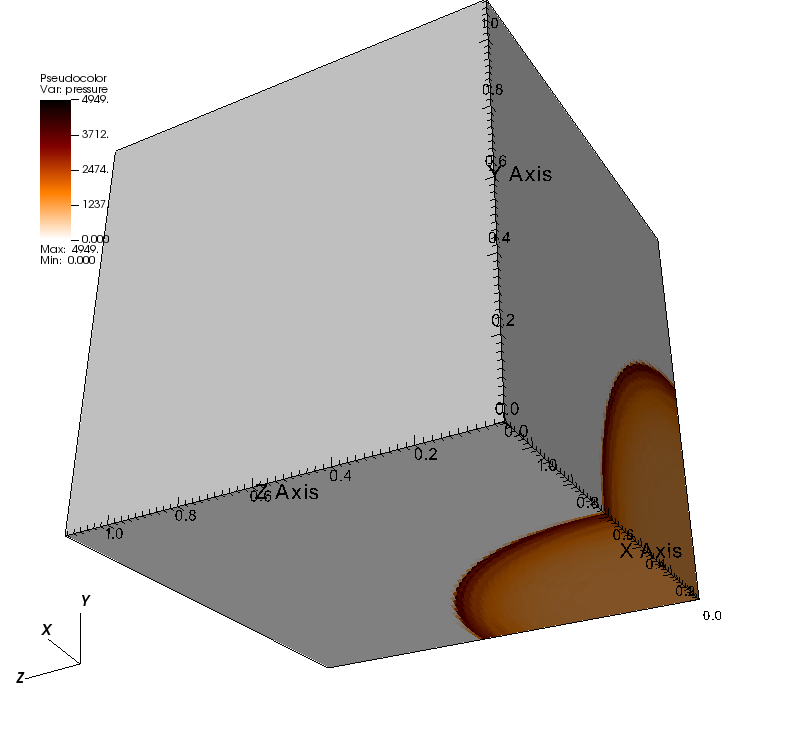 Pseudocolor
Var: pressure
4949.
3712.
2474.
1237.
0.000
Max: 4949.
Min: 0.000
1.0
0.8
0.6
Y Axis
0.4
0.2
0.0
0.0
0.2
0.4
0.6
Z Axis
0.8
1.0
1.0
0.8
0.6
X Axis
0.4
0.2
0.0
Y
X
Z